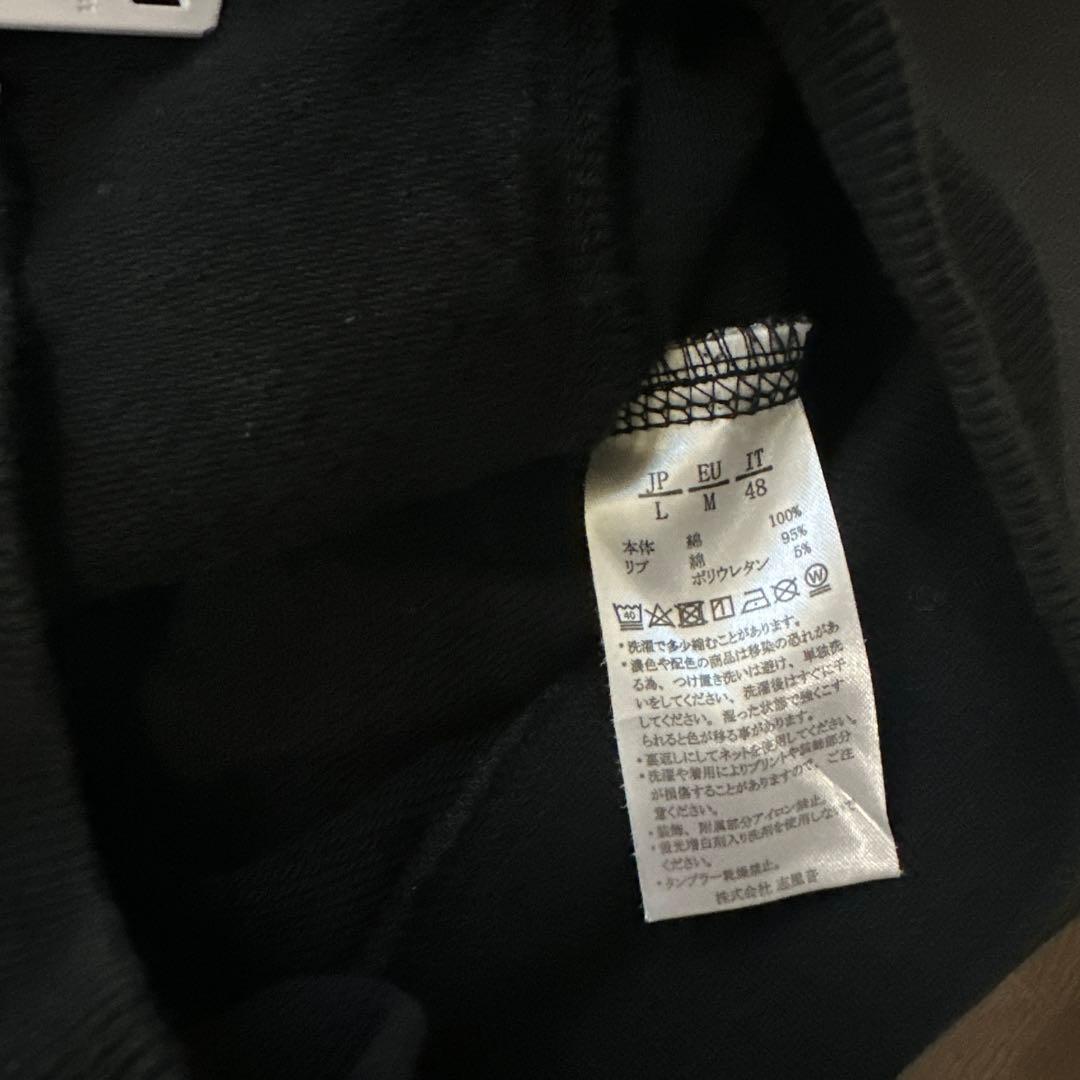 JP EU IT
L M 48
本体 綿 100%
リブ 綿 95%
ポリウレタン 5%
40 W
・洗濯で多少縮むことがあります。
・濃色や配色の商品は移染の恐れがあ
る為、つけ置き洗いは避け、単独洗
いをしてください、洗濯後はすぐに干
してください。湿った状態で強くこす
られると色が移る事があります。
・裏返しにしてネットを使用してください。
・洗濯や着用によりプリントや装飾部分
が損傷することがありますので、ご注
意ください。
・装飾、附属部分アイロン禁止。
・蛍光増白剤入り洗剤を使用しないで
ください。
・タンブラー乾燥禁止。
株式会社 志風音